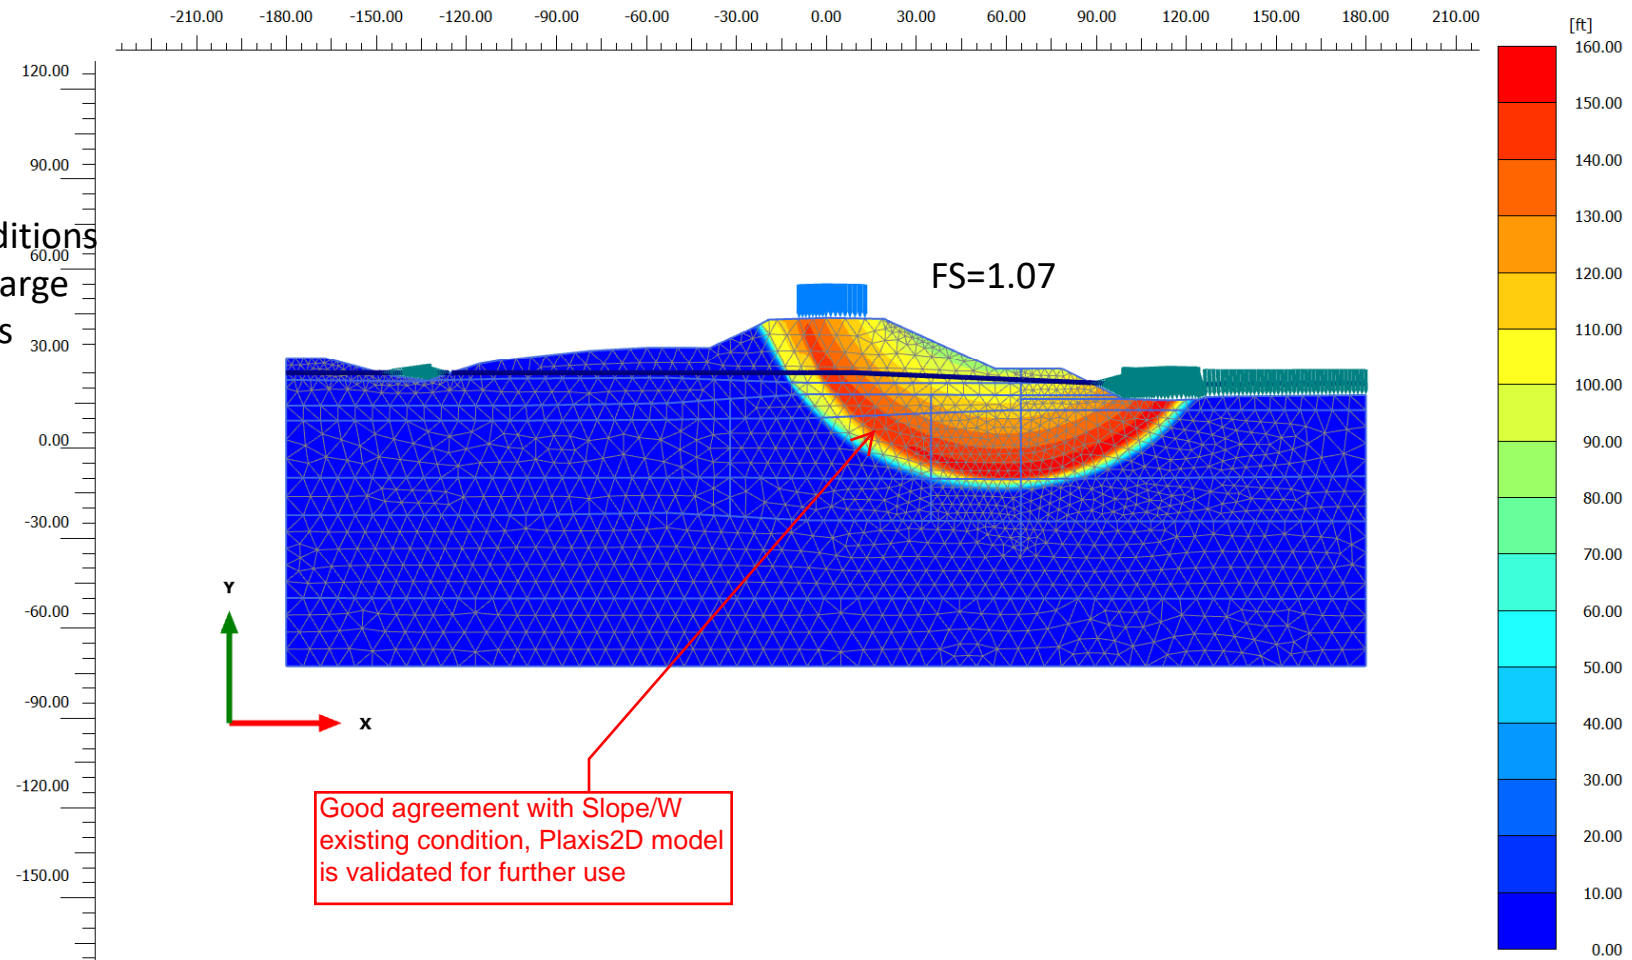 -210.00 -180.00 -150.00 -120.00 -90.00 -60.00 -30.00 0.00 30.00 60.00 90.00 120.00 150.00 180.00 210.00
[ft]
120.00
90.00
60.00
30.00
0.00
-30.00
-60.00
-90.00
-120.00
-150.00
ditions
arge
s
FS=1.07
160.00
150.00
140.00
130.00
120.00
110.00
100.00
90.00
80.00
70.00
60.00
50.00
40.00
30.00
20.00
10.00
0.00
Y
X
Good agreement with Slope/W
existing condition, Plaxis2D model
is validated for further use